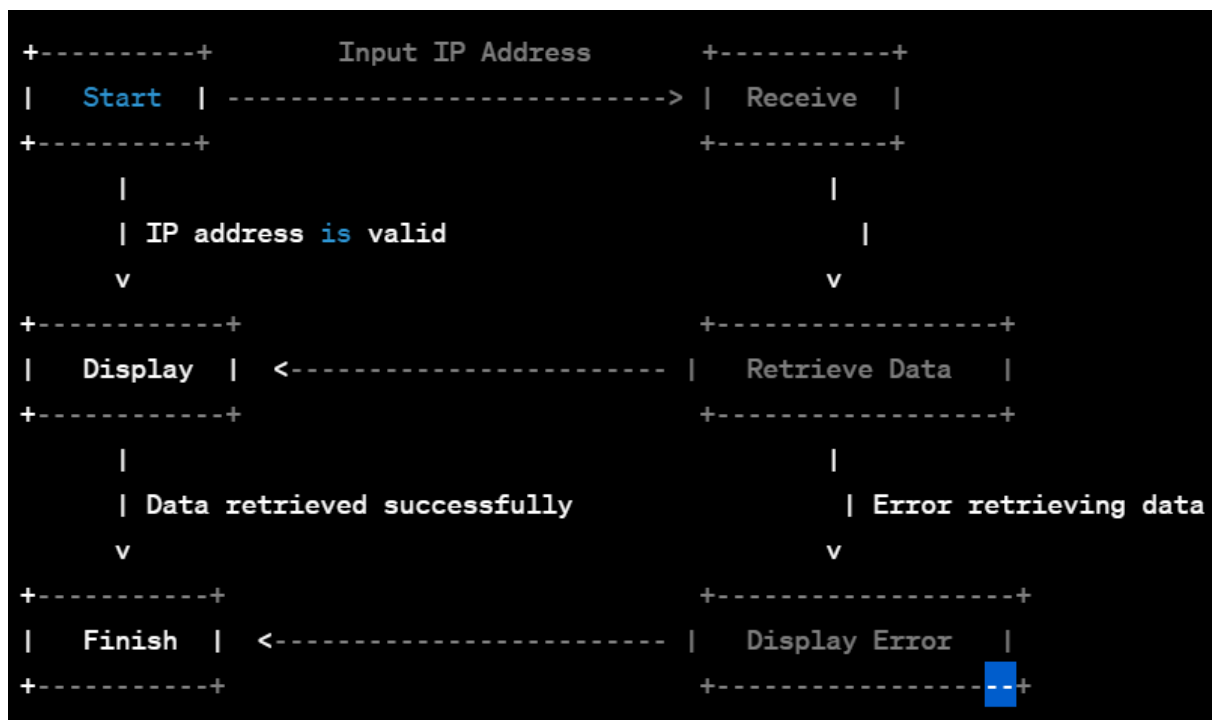 +----------+        Input IP Address       +-----------+
|   Start  | ----------------------------> |  Receive  |
+----------+                               +-----------+
      |                                            |
      | IP address is valid                          |
      v                                            v
+------------+                             +------------------+
|   Display  |  <------------------------ |   Retrieve Data   |
+------------+                             +------------------+
      |                                            |
      | Data retrieved successfully                 | Error retrieving data
      v                                            v
+-----------+                              +-------------------+
|   Finish  |  <------------------------- |   Display Error   |
+-----------+                              +-------------------+